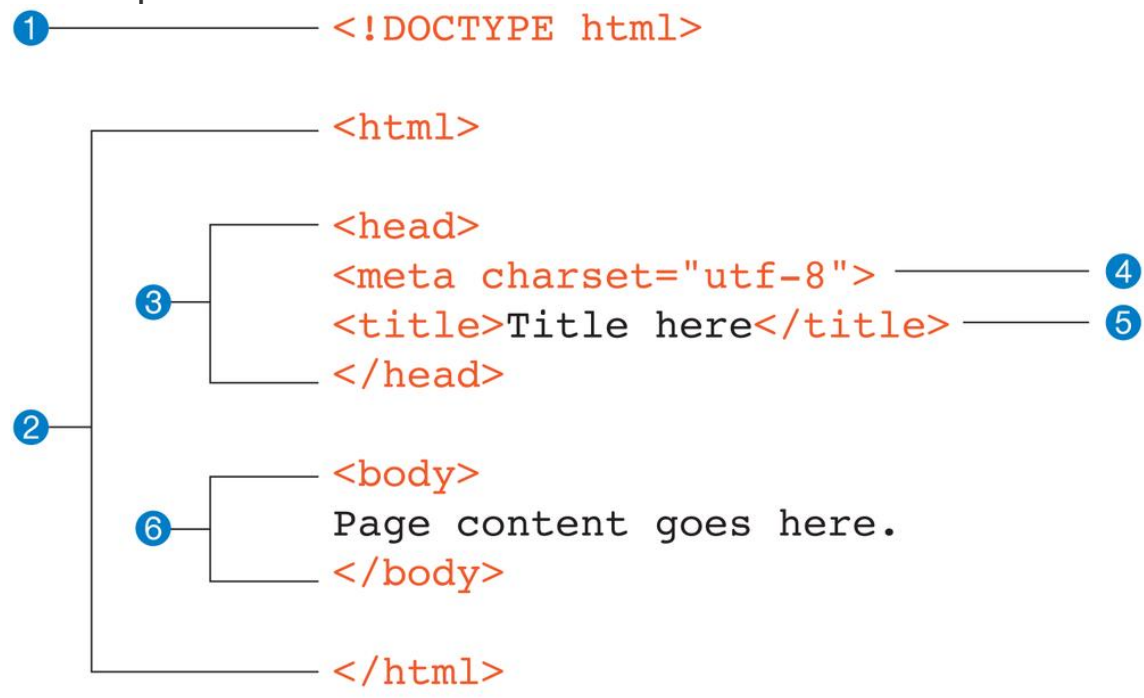 1 <!DOCTYPE html>
<html>
<head>
<meta charset="utf-8"> 4
3
<title>Title here</title> 5
</head>
2
<body>
6 Page content goes here.
</body>
</html>